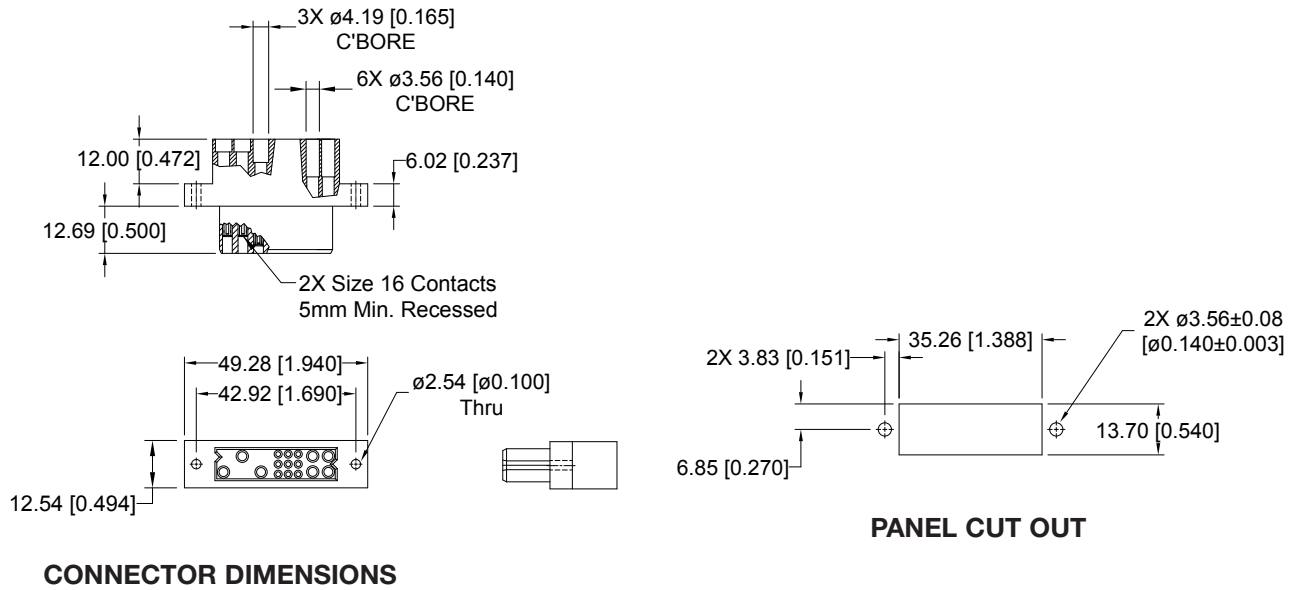 3X ø4.19 [0.165]
C'BORE
6X ø3.56 [0.140]
C'BORE
12.00 [0.472]
6.02 [0.237]
12.69 [0.500]
2X Size 16 Contacts
5mm Min. Recessed
49.28 [1.940]
42.92 [1.690]
ø2.54 [ø0.100]
Thru
12.54 [0.494]
CONNECTOR DIMENSIONS
35.26 [1.388]
2X ø3.56±0.08
[ø0.140±0.003]
2X 3.83 [0.151]
13.70 [0.540]
6.85 [0.270]
PANEL CUT OUT